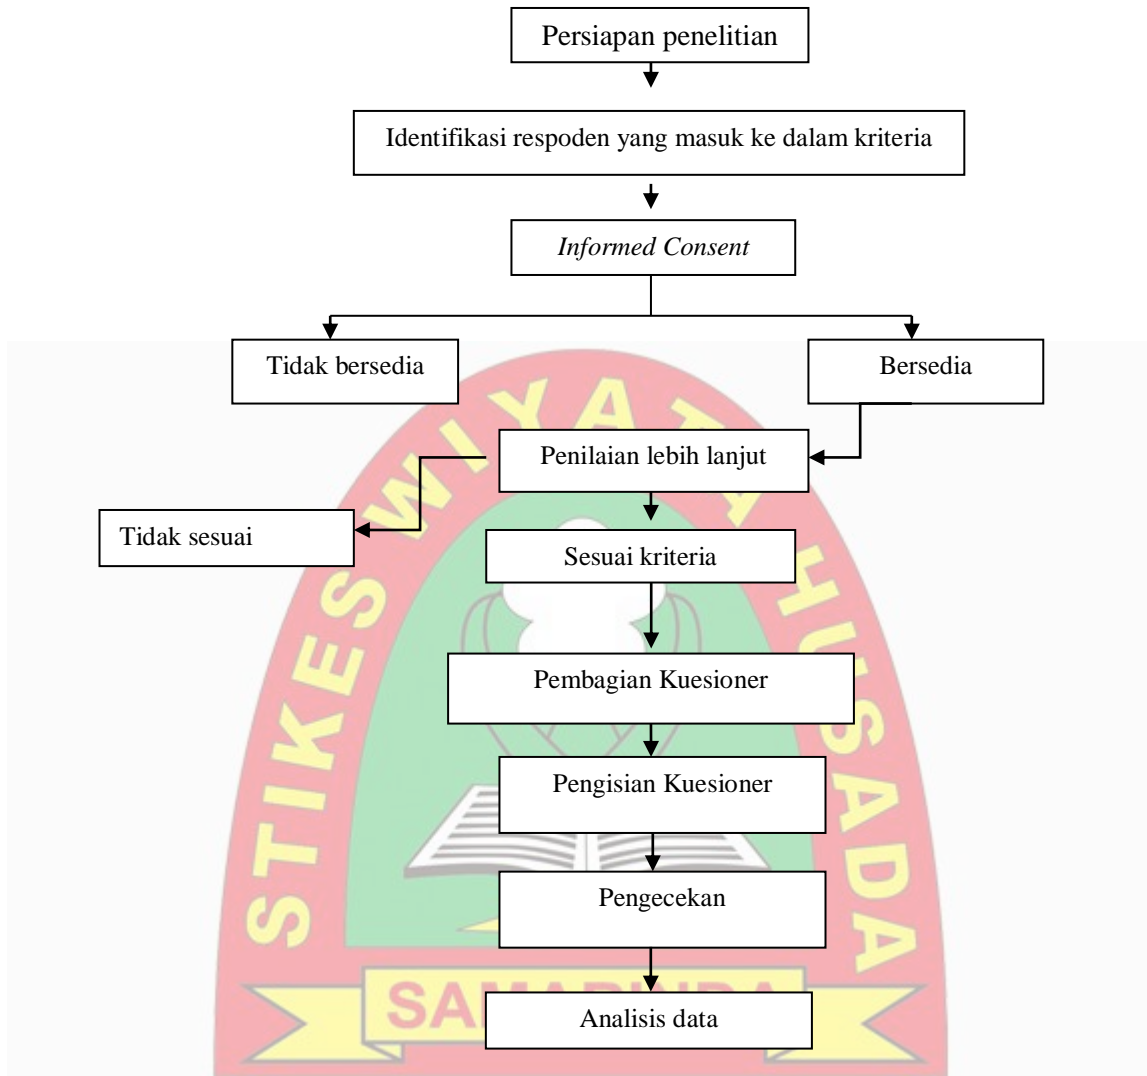 Persiapan penelitian
Identifikasi respoden yang masuk ke dalam kriteria
Informed Consent
Tidak bersedia
Bersedia
Penilaian lebih lanjut
Tidak sesuai
Sesuai kriteria
Pembagian Kuesioner
Pengisian Kuesioner
Pengecekan
Analisis data
STIKES WIYATA HUSADA
SAMARINDA